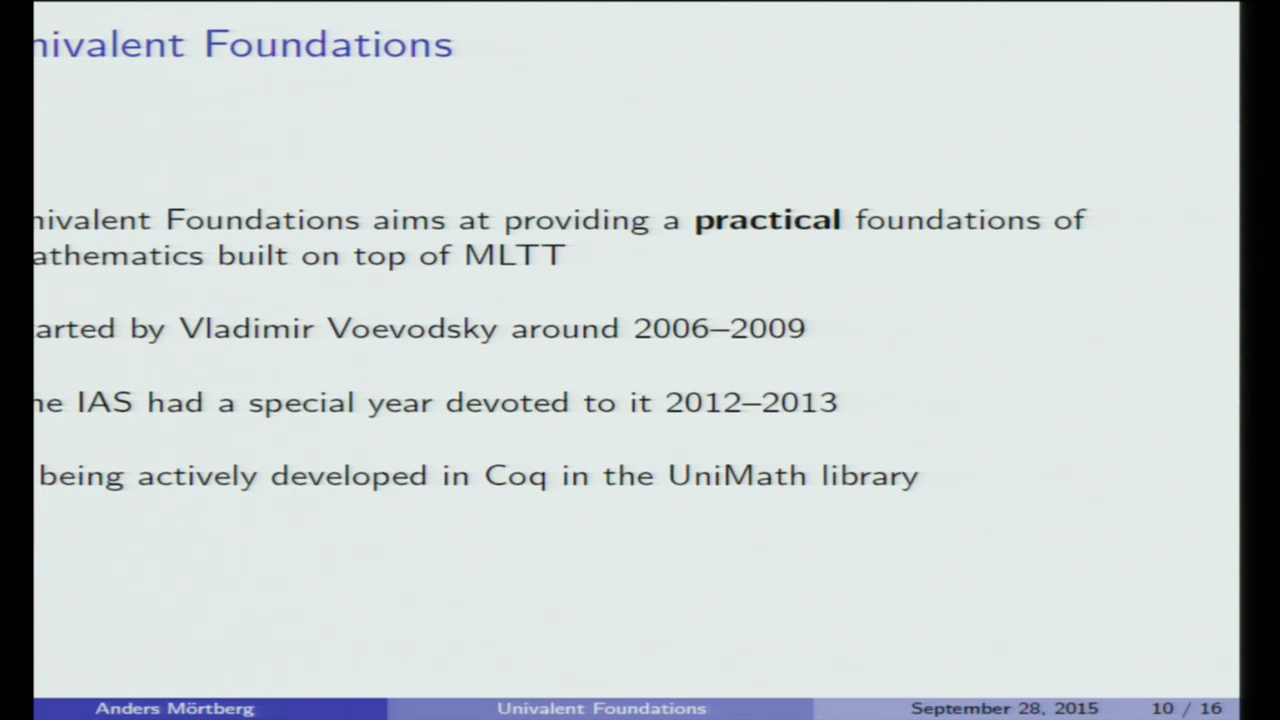 nivalent Foundations
nivalent Foundations aims at providing a practical foundations of
athematics built on top of MLTT
arted by Vladimir Voevodsky around 2006–2009
he IAS had a special year devoted to it 2012–2013
being actively developed in Coq in the UniMath library
Anders Mörtberg Univalent Foundations September 28, 2015 10 / 16